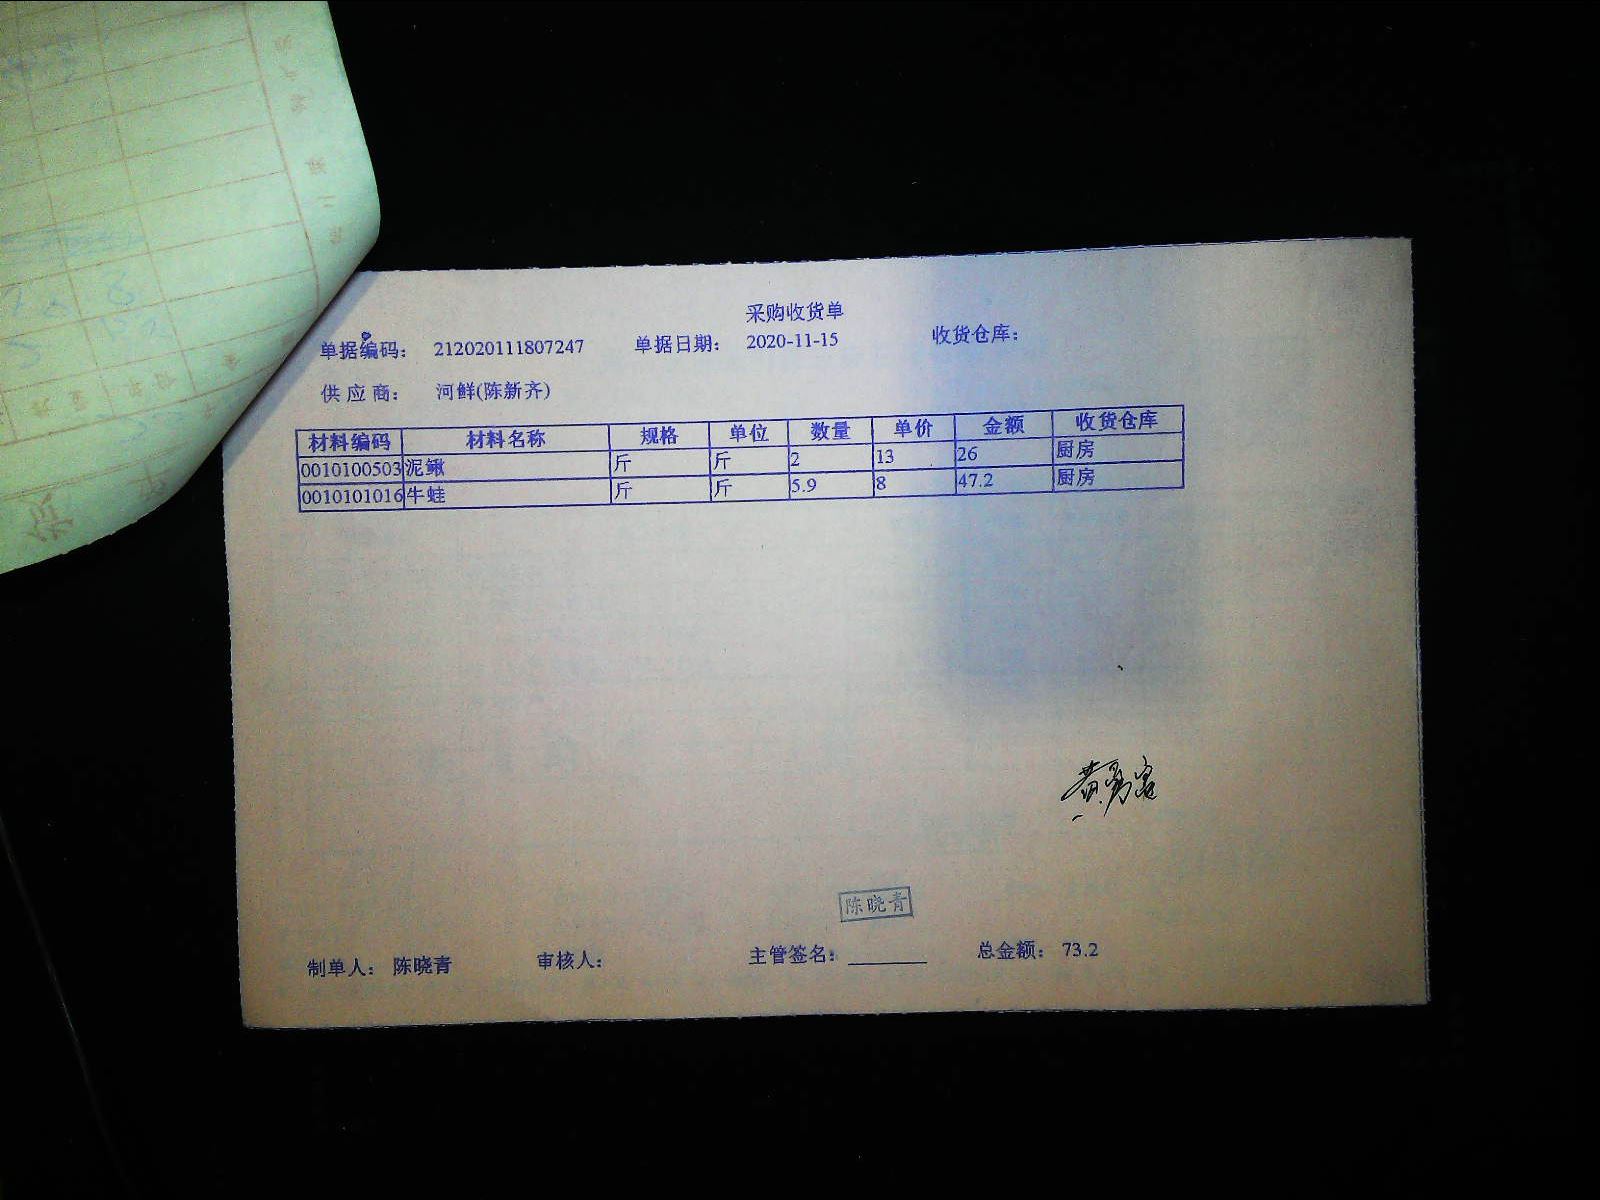 采购收货单
单据编码: 212020111807247 单据日期: 2020-11-15 收货仓库:
供应商: 河鲜(陈新齐)
材料编码 材料名称 规格 单位 数量 单价 金额 收货仓库
0010100503 泥鳅 斤 斤 2 13 26 厨房
0010101016 牛蛙 斤 斤 5.9 8 47.2 厨房
陈晓青
制单人: 陈晓青 审核人: 主管签名: 总金额: 73.2